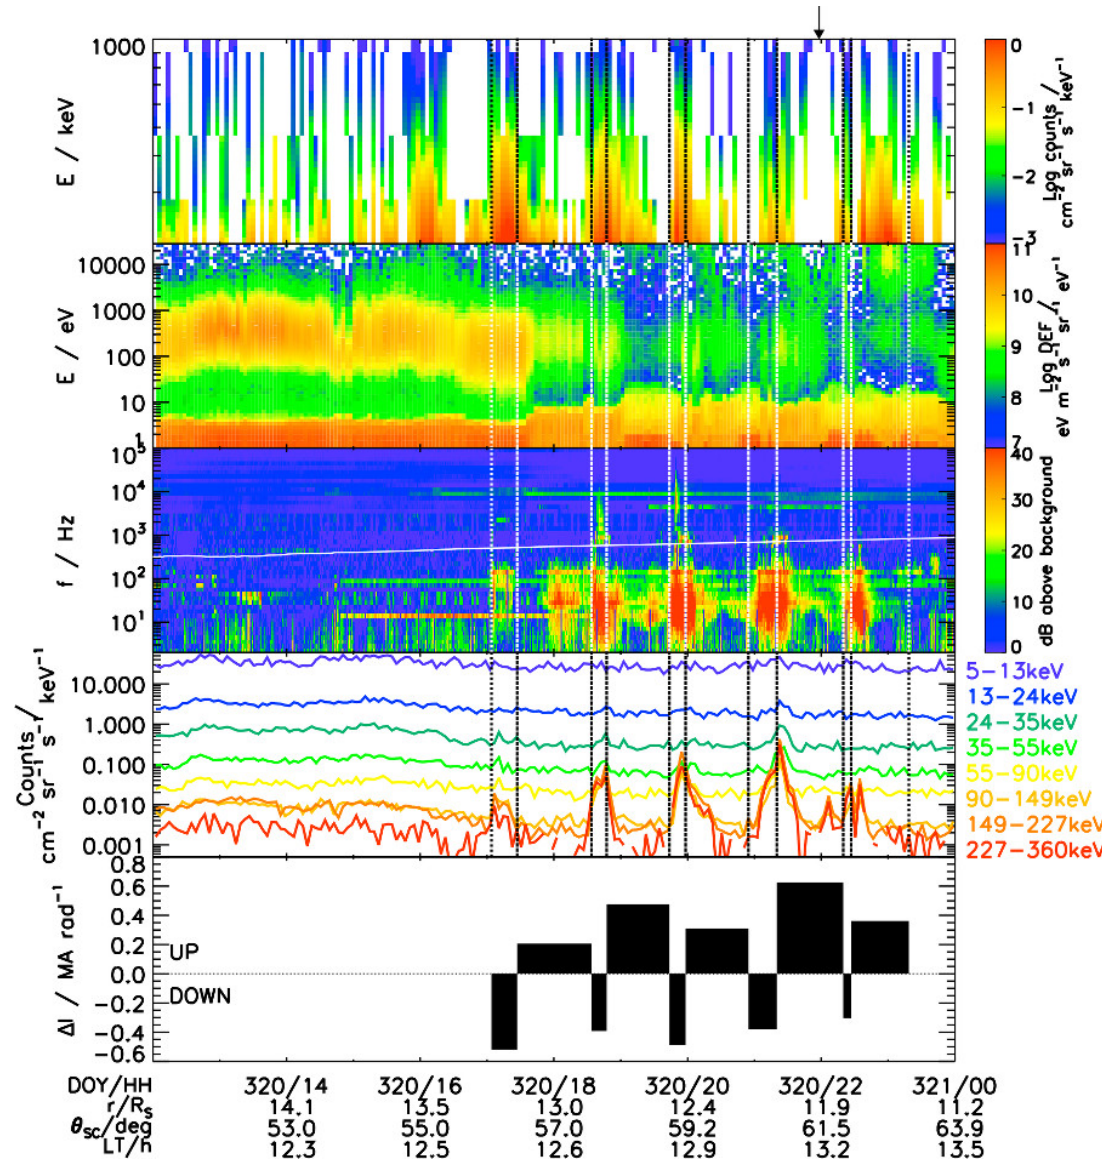 1000
E / keV
0
-1
-2
-3
Log counts /
cm⁻² sr⁻¹ s⁻¹ keV⁻¹
10000
1000
100
10
1
E / eV
11
10
9
8
7
Log DEF /
eV m⁻² s⁻¹ sr⁻¹ eV⁻¹
10⁵
10⁴
10³
10²
10¹
f / Hz
40
30
20
10
0
dB above background
10.000
1.000
0.100
0.010
0.001
Counts /
cm⁻² sr⁻¹ s⁻¹ keV⁻¹
5-13keV
13-24keV
24-35keV
35-55keV
55-90keV
90-149keV
149-227keV
227-360keV
0.8
0.6
0.4
0.2
0.0
-0.2
-0.4
-0.6
ΔI / MA rad⁻¹
UP
DOWN
DOY/HH 320/14 320/16 320/18 320/20 320/22 321/00
r/Rₛ 14.1 13.5 13.0 12.4 11.9 11.2
θsc/deg 53.0 55.0 57.0 59.2 61.5 63.9
LT/h 12.3 12.5 12.6 12.9 13.2 13.5